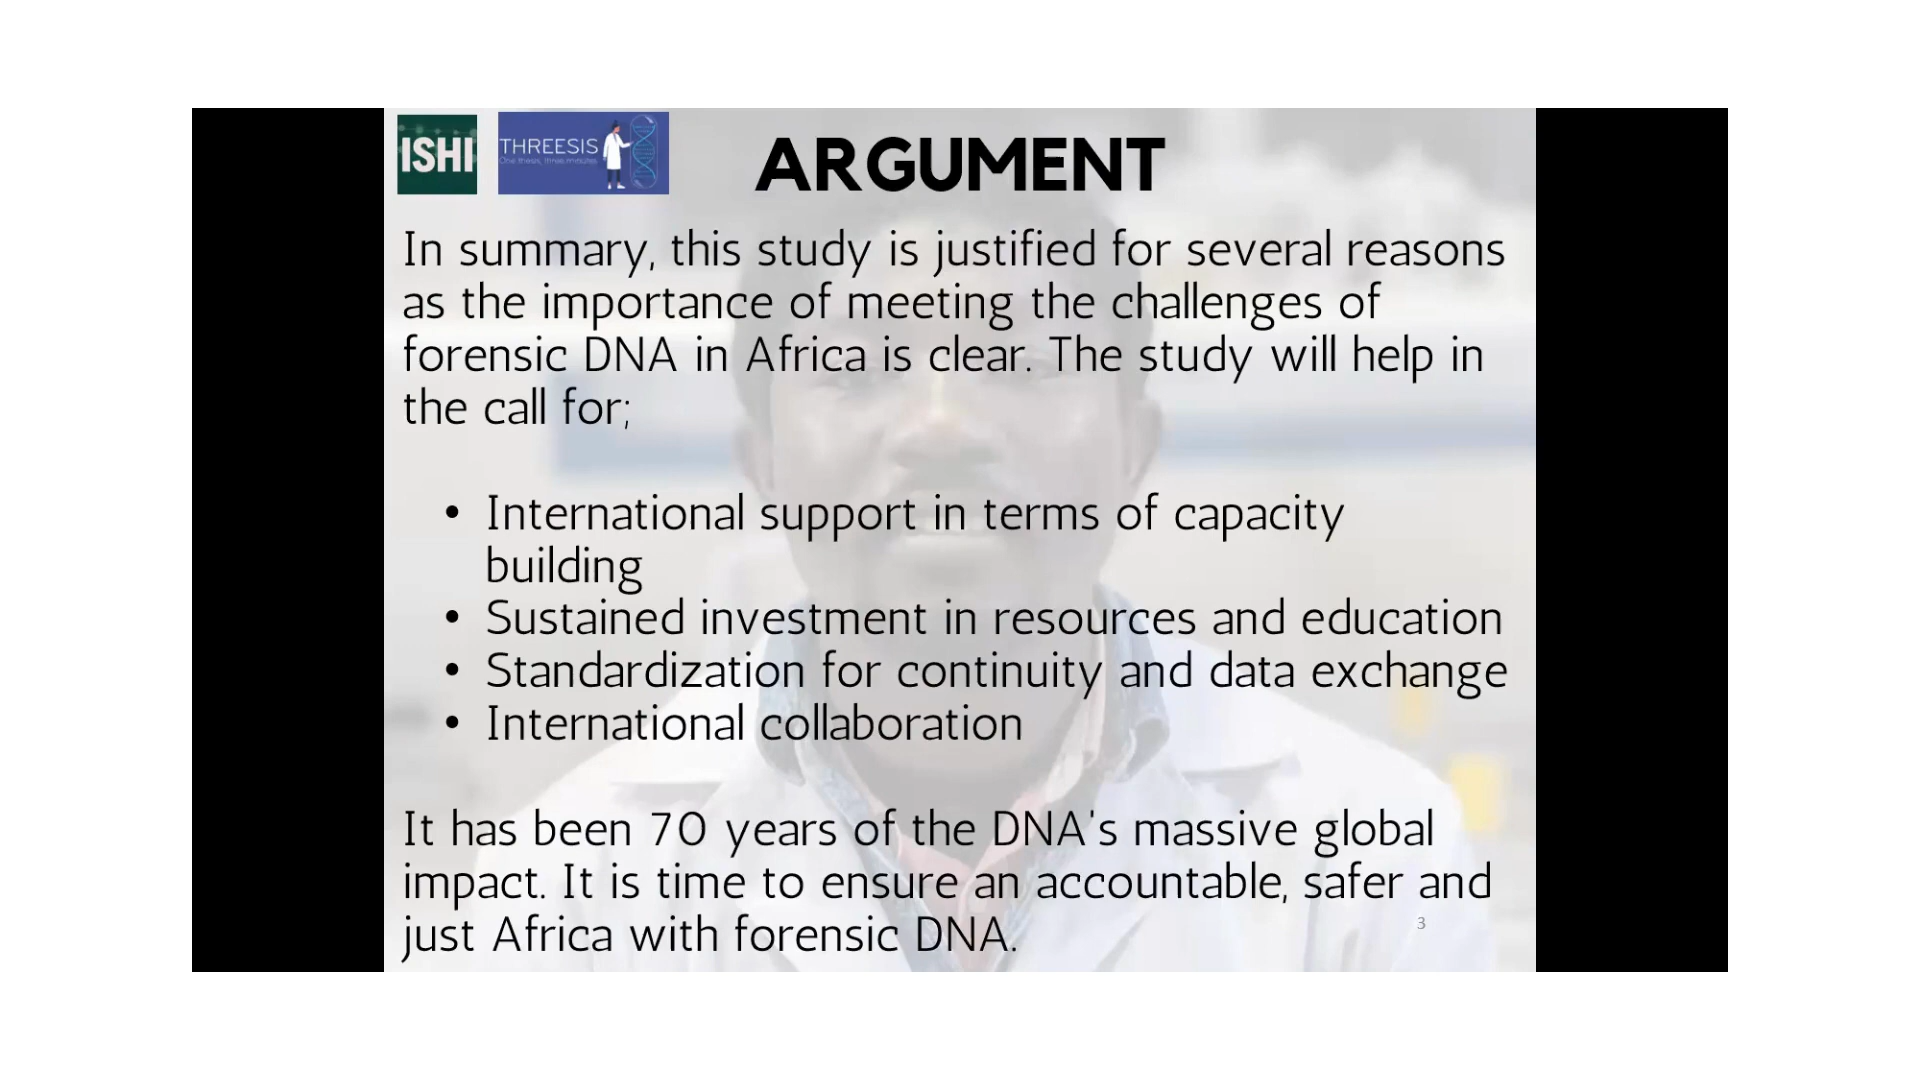 ISHI
THREESIS
One thesis, three minutes
ARGUMENT
In summary, this study is justified for several reasons
as the importance of meeting the challenges of
forensic DNA in Africa is clear. The study will help in
the call for;
• International support in terms of capacity
building
• Sustained investment in resources and education
• Standardization for continuity and data exchange
• International collaboration
It has been 70 years of the DNA's massive global
impact. It is time to ensure an accountable, safer and
just Africa with forensic DNA.
3